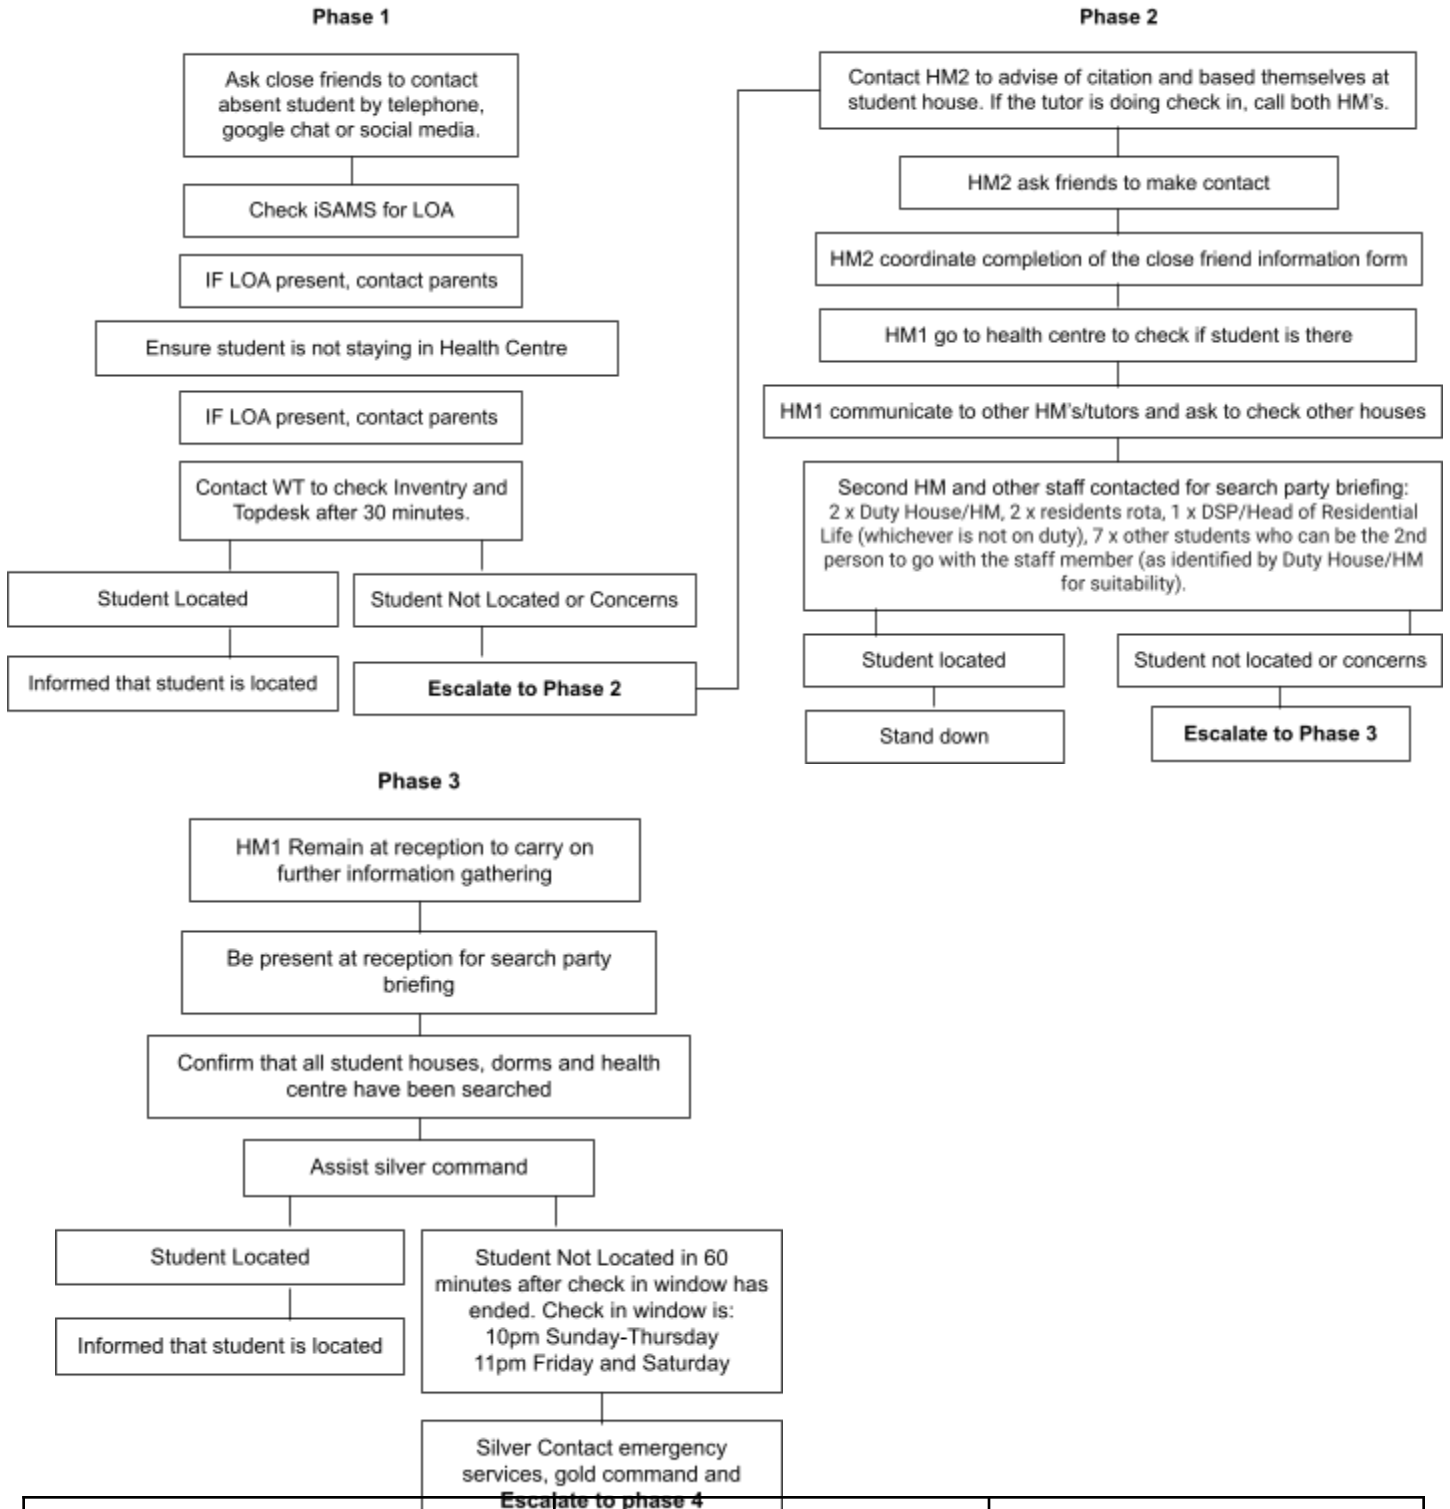 Phase 1
Ask close friends to contact
absent student by telephone,
google chat or social media.
Check iSAMS for LOA
IF LOA present, contact parents
Ensure student is not staying in Health Centre
IF LOA present, contact parents
Contact WT to check Inventry and
Topdesk after 30 minutes.
Student Located
Student Not Located or Concerns
Informed that student is located
Escalate to Phase 2
Phase 2
Contact HM2 to advise of citation and based themselves at
student house. If the tutor is doing check in, call both HM's.
HM2 ask friends to make contact
HM2 coordinate completion of the close friend information form
HM1 go to health centre to check if student is there
HM1 communicate to other HM's/tutors and ask to check other houses
Second HM and other staff contacted for search party briefing:
2 x Duty House/HM, 2 x residents rota, 1 x DSP/Head of Residential
Life (whichever is not on duty), 7 x other students who can be the 2nd
person to go with the staff member (as identified by Duty House/HM
for suitability).
Student located
Student not located or concerns
Stand down
Escalate to Phase 3
Phase 3
HM1 Remain at reception to carry on
further information gathering
Be present at reception for search party
briefing
Confirm that all student houses, dorms and health
centre have been searched
Assist silver command
Student Located
Informed that student is located
Student Not Located in 60
minutes after check in window has
ended. Check in window is:
10pm Sunday-Thursday
11pm Friday and Saturday
Silver Contact emergency
services, gold command and
Escalate to phase 4